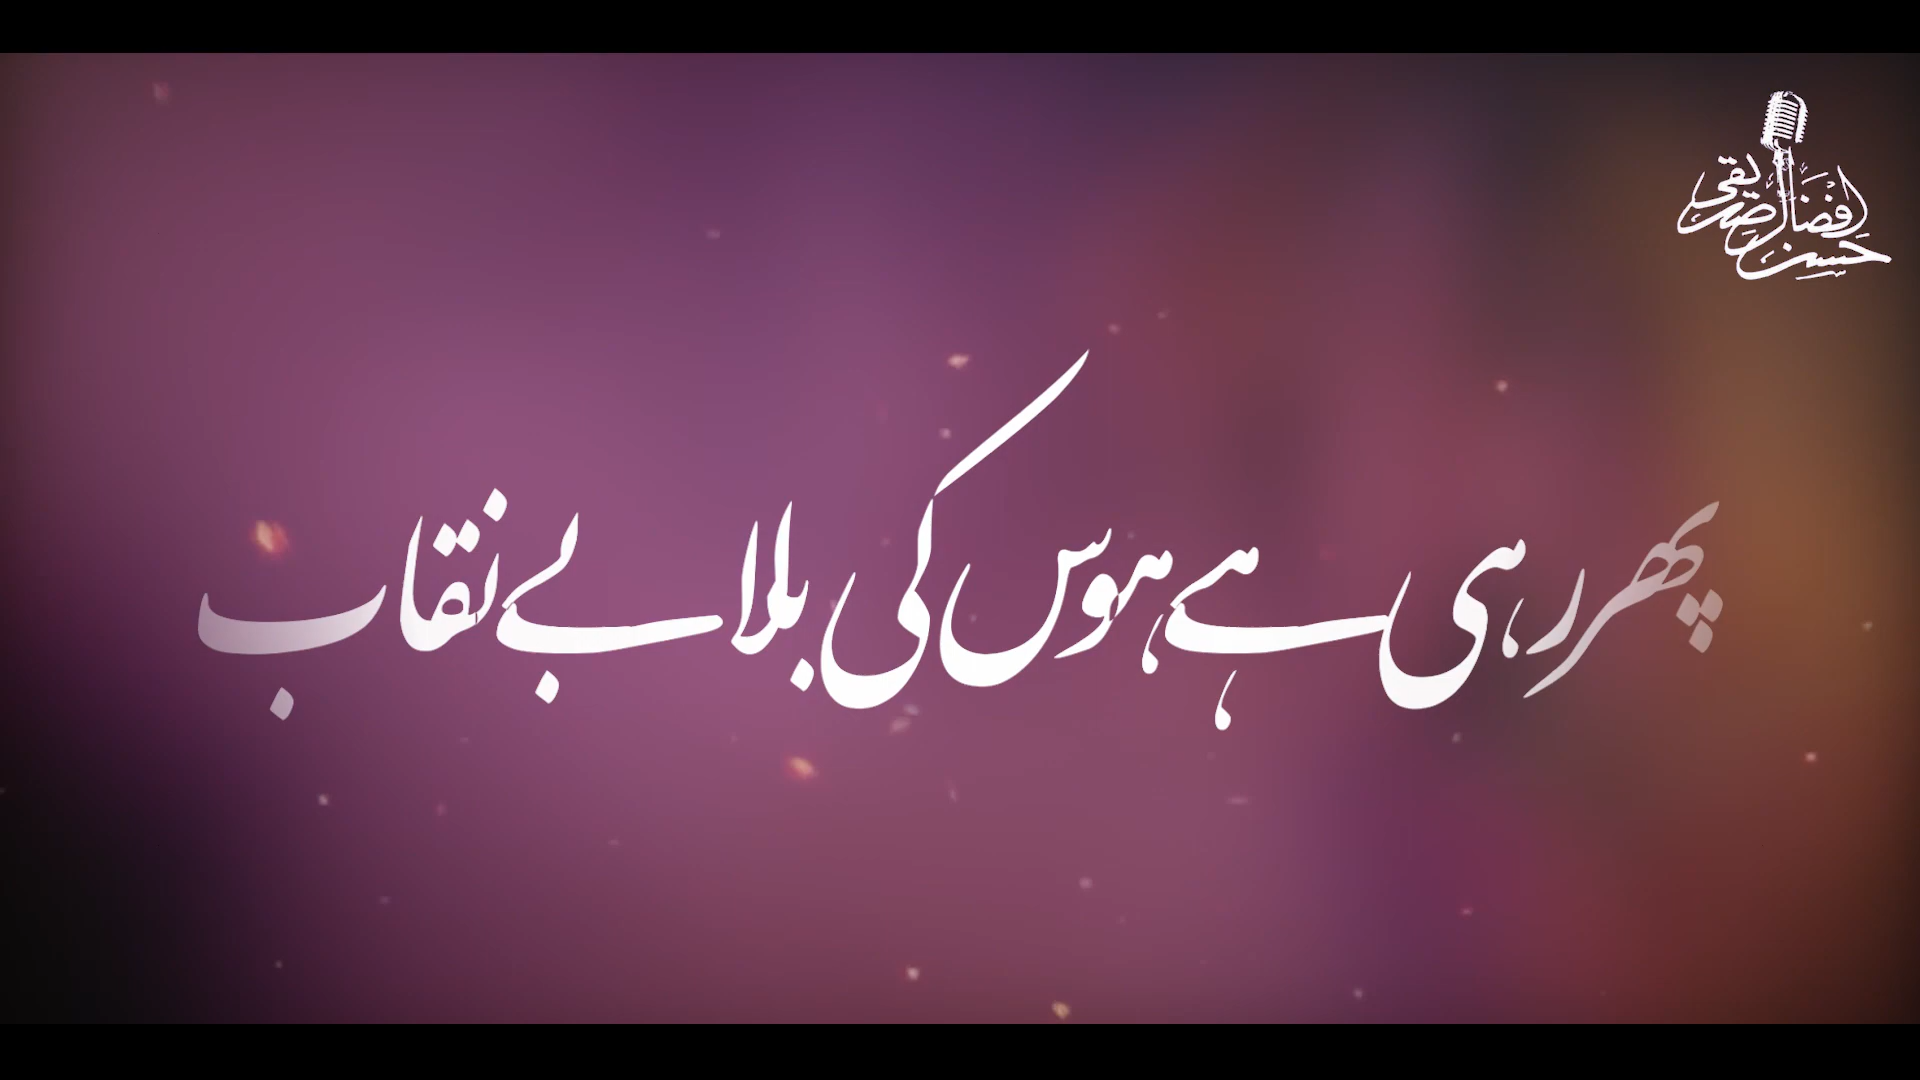 حسن افضال صدیقی
پھر رہی ہے ہوس کی بلا بے نقاب